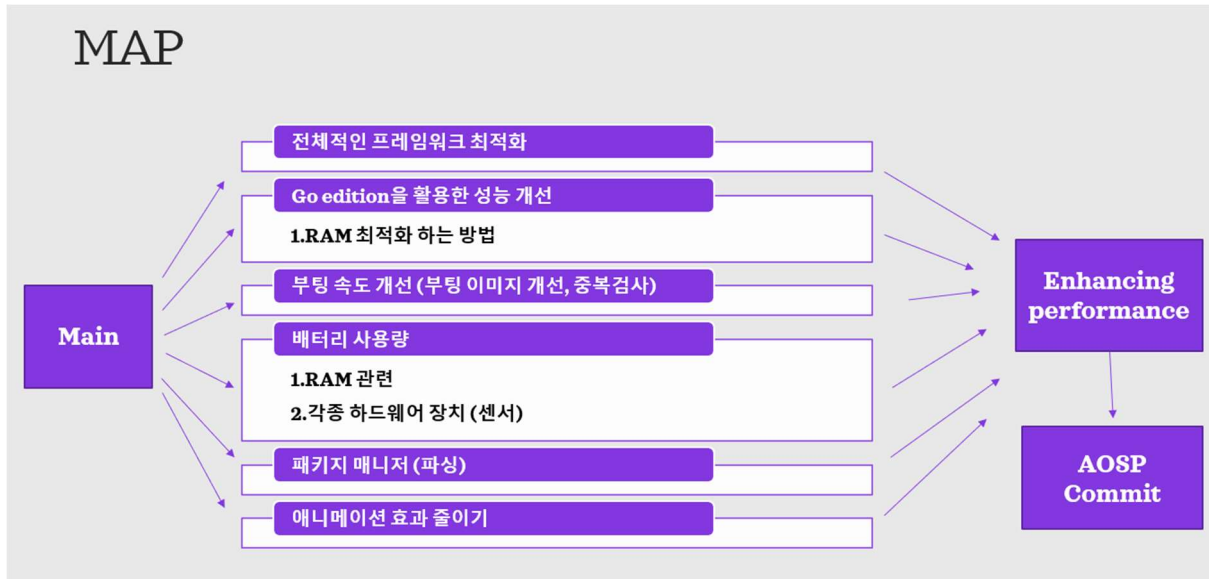 MAP
전체적인 프레임워크 최적화
Go edition을 활용한 성능 개선
1.RAM 최적화 하는 방법
부팅 속도 개선 (부팅 이미지 개선, 중복검사)
배터리 사용량
1.RAM 관련
2.각종 하드웨어 장치 (센서)
패키지 매니저 (파싱)
애니메이션 효과 줄이기
Main
Enhancing
performance
AOSP
Commit